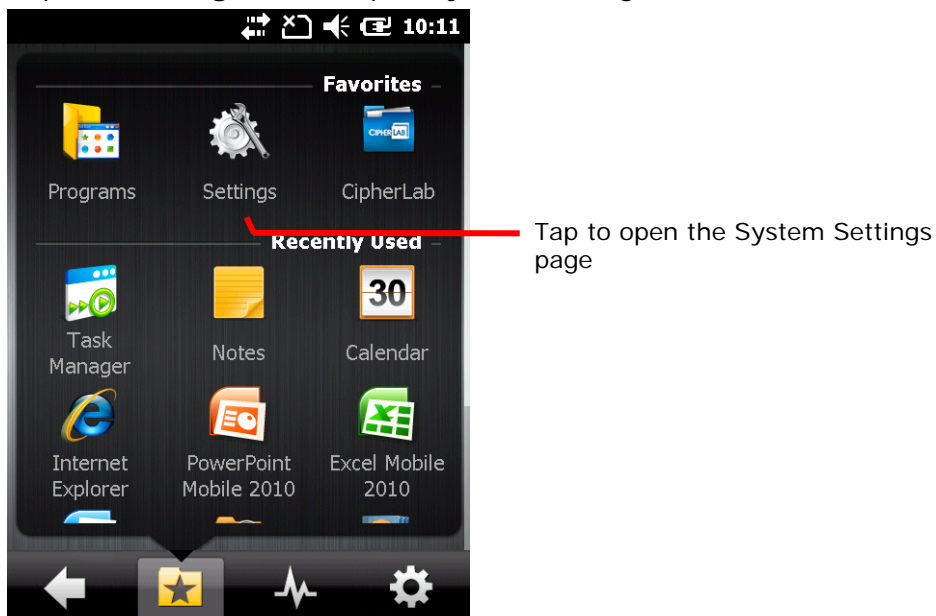 10:11
Favorites
CIPHERLAB
Programs Settings CipherLab
Recently Used
Tap to open the System Settings
page
30
Task
Manager
Notes Calendar
Internet
Explorer
PowerPoint
Mobile 2010
Excel Mobile
2010